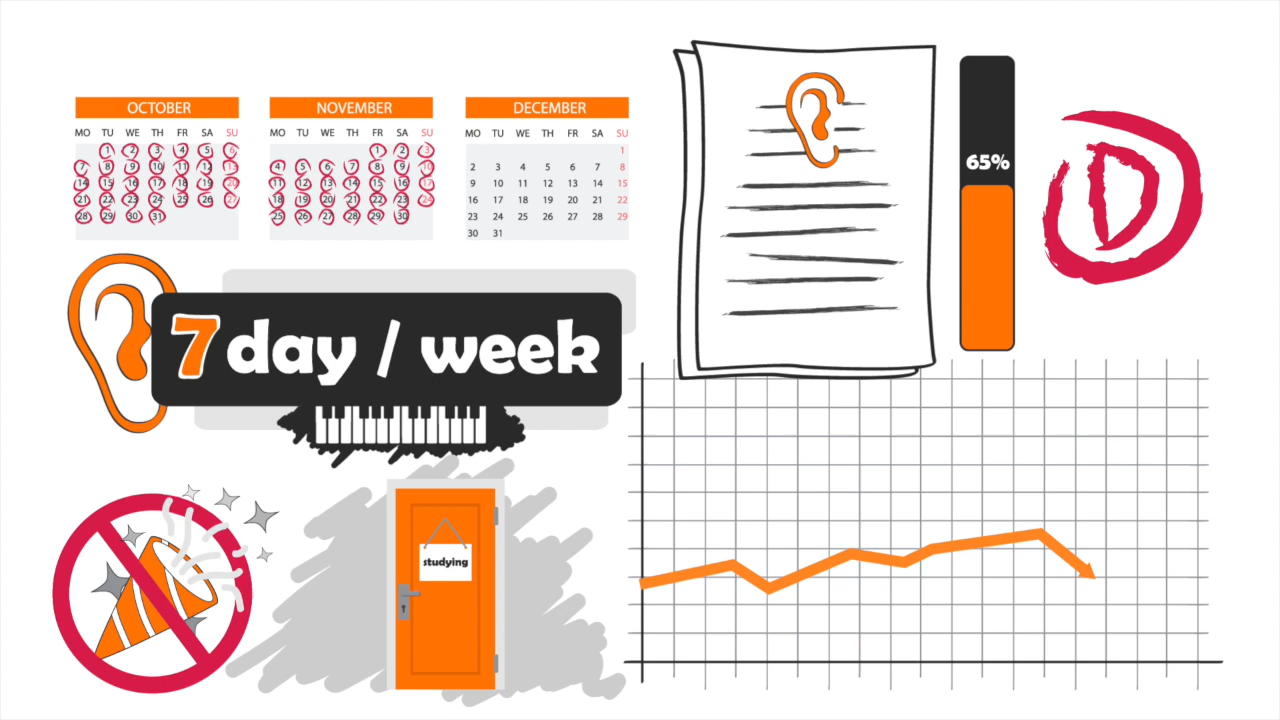 OCTOBER
MO TU WE TH FR SA SU
1 2 3 4 5 6
7 8 9 10 11 12 13
14 15 16 17 18 19 20
21 22 23 24 25 26 27
28 29 30 31
NOVEMBER
MO TU WE TH FR SA SU
1 2 3
4 5 6 7 8 9 10
11 12 13 14 15 16 17
18 19 20 21 22 23 24
25 26 27 28 29 30
DECEMBER
MO TU WE TH FR SA SU
1
2 3 4 5 6 7 8
9 10 11 12 13 14 15
16 17 18 19 20 21 22
23 24 25 26 27 28 29
30 31
65%
D
7 day / week
studying